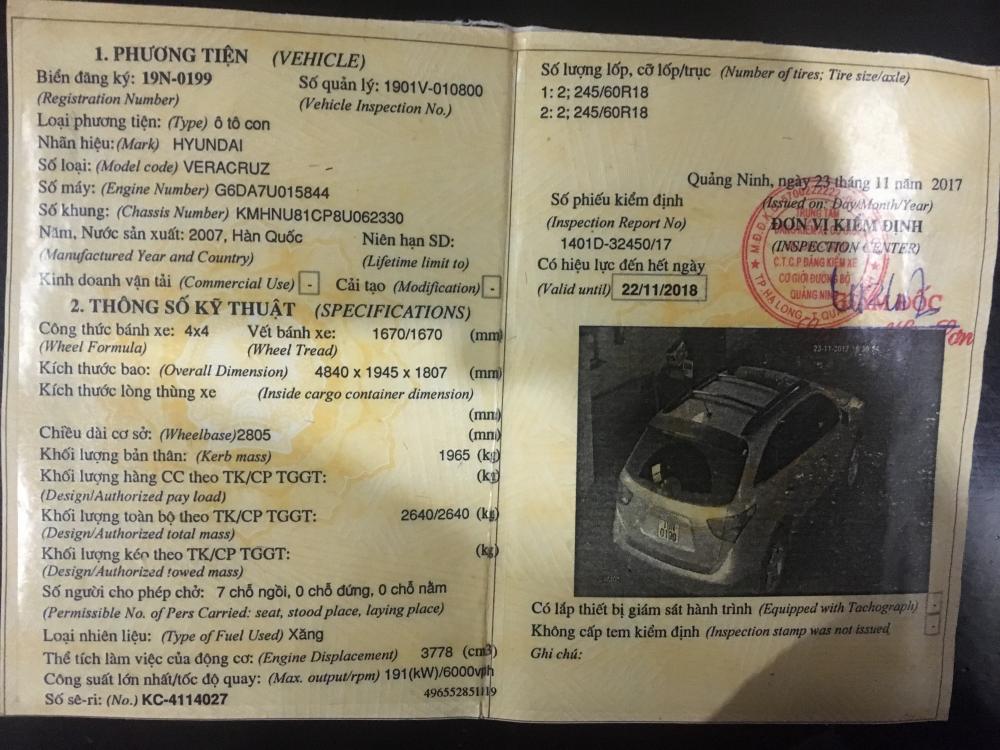 1. PHƯƠNG TIỆN (VEHICLE)
Biển đăng ký: 19N-0199
(Registration Number)
Số quản lý: 1901V-010800
(Vehicle Inspection No.)
Loại phương tiện: (Type) ô tô con
Nhãn hiệu: (Mark) HYUNDAI
Số loại: (Model code) VERACRUZ
Số máy: (Engine Number) G6DA7U015844
Số khung: (Chassis Number) KMHNU81CP8U062330
Năm, Nước sản xuất: 2007, Hàn Quốc
(Manufactured Year and Country)
Niên hạn SD:
(Lifetime limit to)
Kinh doanh vận tải (Commercial Use) - Cải tạo (Modification) -
2. THÔNG SỐ KỸ THUẬT (SPECIFICATIONS)
Công thức bánh xe: 4x4
(Wheel Formula)
Vết bánh xe: 1670/1670 (mm)
(Wheel Tread)
Kích thước bao: (Overall Dimension) 4840 x 1945 x 1807 (mm)
Kích thước lòng thùng xe (Inside cargo container dimension)
(mm)
Chiều dài cơ sở: (Wheelbase)2805 (mm)
Khối lượng bản thân: (Kerb mass) 1965 (kg)
Khối lượng hàng CC theo TK/CP TGGT: (kg)
(Design/Authorized pay load)
Khối lượng toàn bộ theo TK/CP TGGT: 2640/2640 (kg)
(Design/Authorized total mass)
Khối lượng kéo theo TK/CP TGGT: (kg)
(Design/Authorized towed mass)
Số người cho phép chở: 7 chỗ ngồi, 0 chỗ đứng, 0 chỗ nằm
(Permissible No. of Pers Carried: seat, stood place, laying place)
Loại nhiên liệu: (Type of Fuel Used) Xăng
Thể tích làm việc của động cơ: (Engine Displacement) 3778 (cm3)
Công suất lớn nhất/tốc độ quay: (Max. output/rpm) 191(kW)/6000vph
496552851119
Số sê-ri: (No.) KC-4114027
Số lượng lốp, cỡ lốp/trục (Number of tires; Tire size/axle)
1: 2; 245/60R18
2: 2; 245/60R18
Quảng Ninh, ngày 23 tháng 11 năm 2017
(Issued on: Day/Month/Year)
Số phiếu kiểm định
(Inspection Report No)
1401D-32450/17
ĐƠN VỊ KIỂM ĐỊNH
(INSPECTION CENTER)
Có hiệu lực đến hết ngày
(Valid until) 22/11/2018
TRUNG TÂM
C.T.C.P ĐĂNG KIỂM XE
CƠ GIỚI ĐƯỜNG BỘ
QUẢNG NINH
TP HẠ LONG
23-11-2017
0199
Có lắp thiết bị giám sát hành trình (Equipped with Tachograph) -
Không cấp tem kiểm định (Inspection stamp was not issued -
Ghi chú: